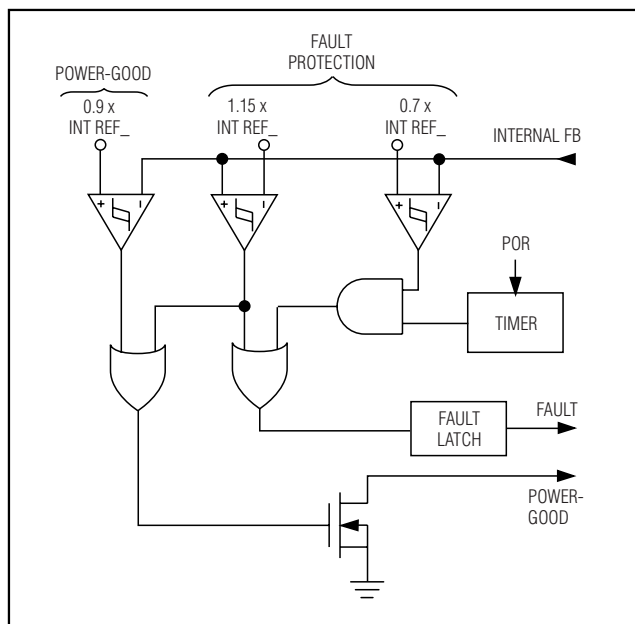 FAULT
PROTECTION
POWER-GOOD
0.9 x
INT REF_
1.15 x
INT REF_
0.7 x
INT REF_
INTERNAL FB
+ –
+ –
+ –
POR
TIMER
FAULT
LATCH
FAULT
POWER-
GOOD